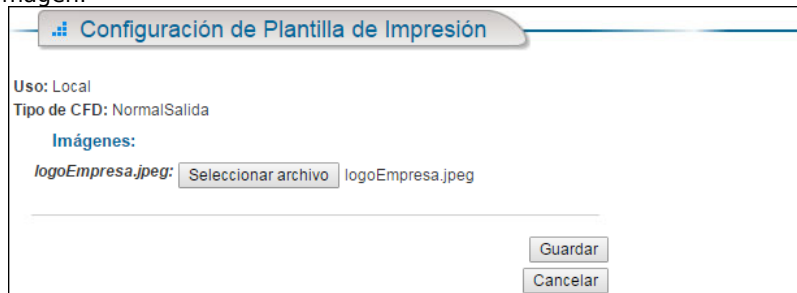 imagen.
Configuración de Plantilla de Impresión
Uso: Local
Tipo de CFD: NormalSalida
Imágenes:
logoEmpresa.jpeg: Seleccionar archivo logoEmpresa.jpeg
Guardar
Cancelar